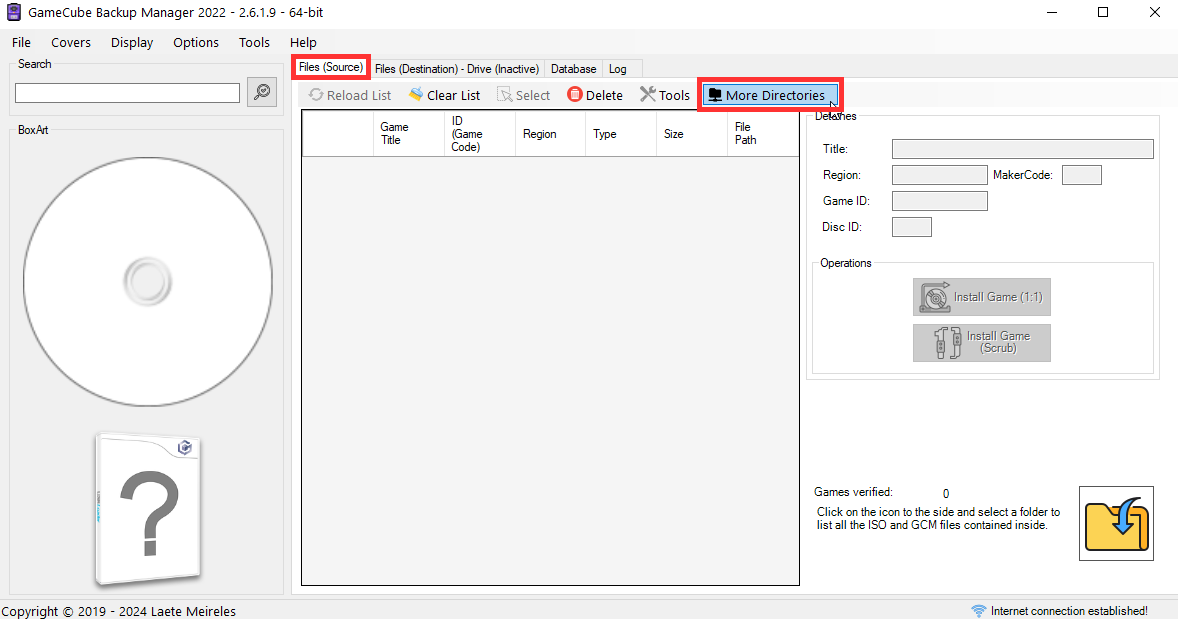 GameCube Backup Manager 2022 - 2.6.1.9 - 64-bit
File Covers Display Options Tools Help
Search
BoxArt
Files (Source) Files (Destination) - Drive (Inactive) Database Log
Reload List Clear List Select Delete Tools More Directories
Game
Title
ID
(Game
Code)
Region
Type
Size
File
Path
Title:
Region: MakerCode:
Game ID:
Disc ID:
Operations
Install Game (1:1)
Install Game
(Scrub)
?
Games verified: 0
Click on the icon to the side and select a folder to
list all the ISO and GCM files contained inside.
Copyright © 2019 - 2024 Laete Meireles
Internet connection established!